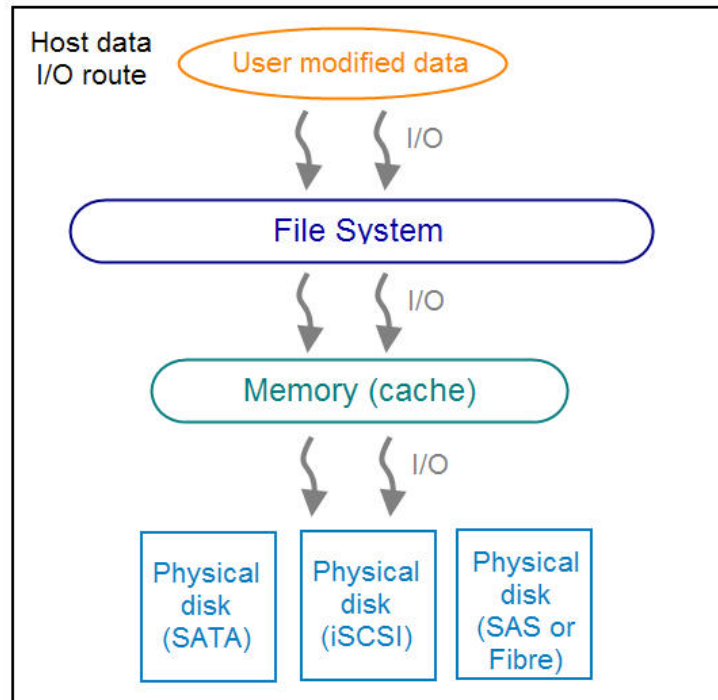 Host data
I/O route
User modified data
I/O
File System
I/O
Memory (cache)
I/O
Physical
disk
(SATA)
Physical
disk
(iSCSI)
Physical
disk
(SAS or
Fibre)